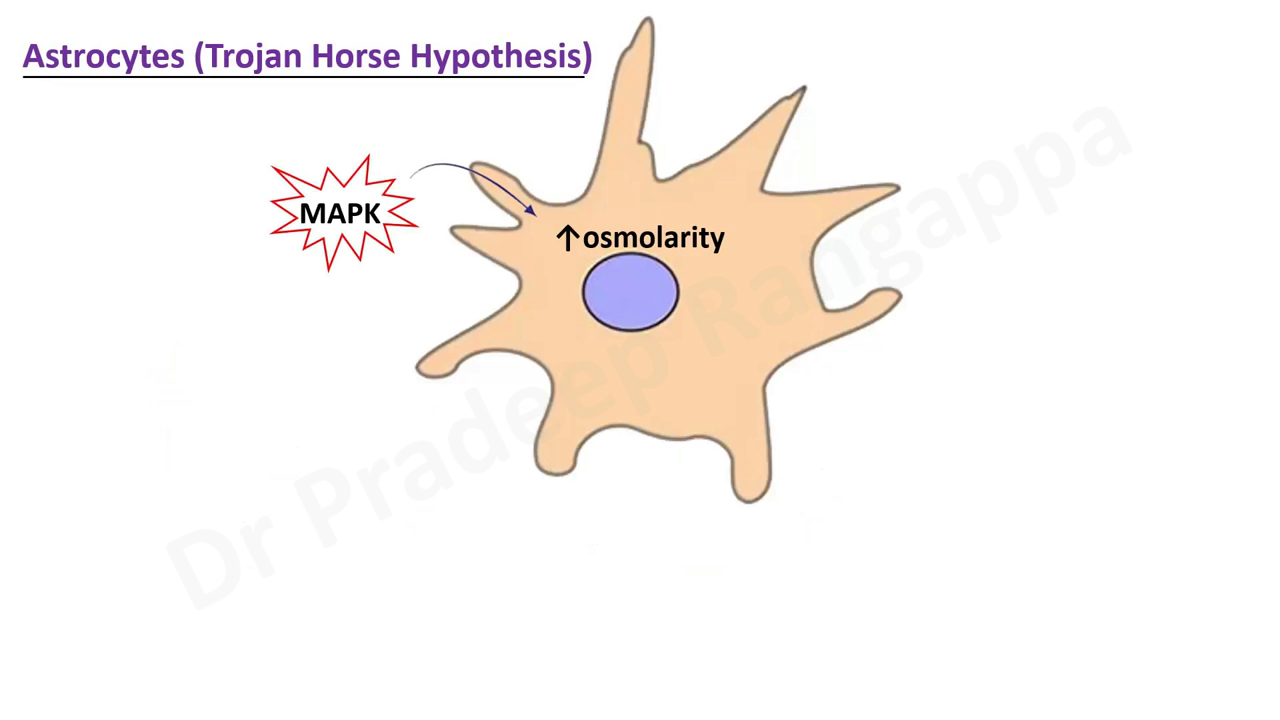 Astrocytes (Trojan Horse Hypothesis)
MAPK
↑osmolarity
Dr Pradeep Rangappa